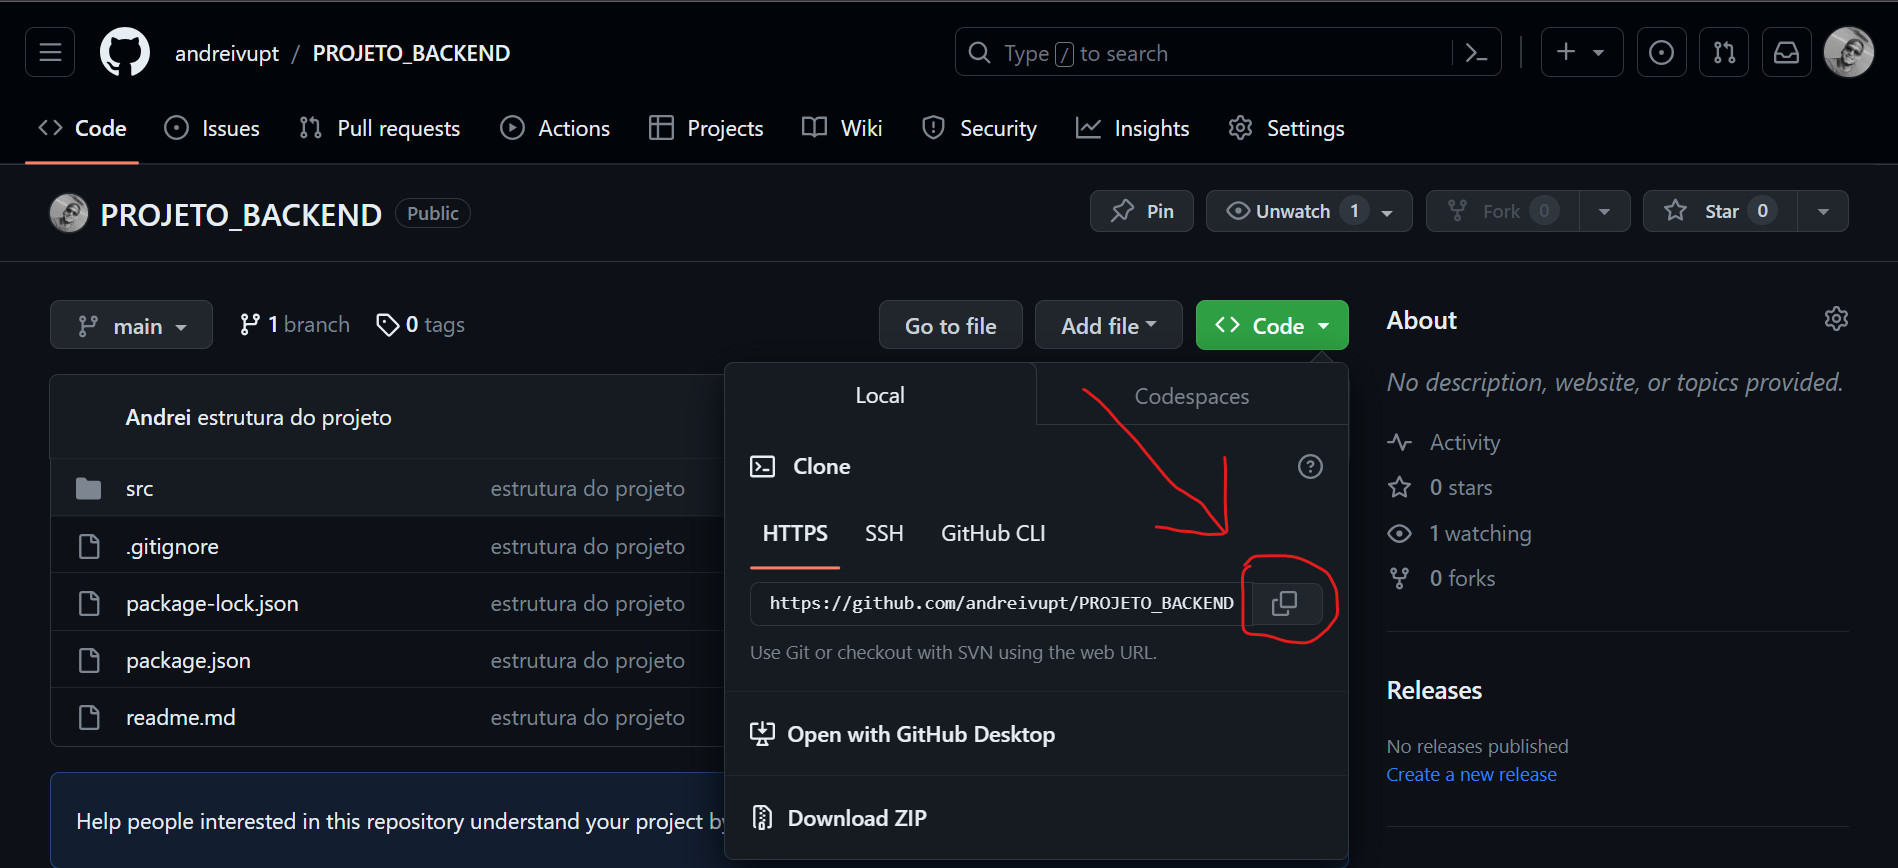 andreivupt / PROJETO_BACKEND
Type / to search
Code Issues Pull requests Actions Projects Wiki Security Insights Settings
PROJETO_BACKEND Public
Pin Unwatch 1 Fork 0 Star 0
main 1 branch 0 tags Go to file Add file Code
Andrei estrutura do projeto
src estrutura do projeto
.gitignore estrutura do projeto
package-lock.json estrutura do projeto
package.json estrutura do projeto
readme.md estrutura do projeto
Help people interested in this repository understand your project by
Local Codespaces
Clone
HTTPS SSH GitHub CLI
https://github.com/andreivupt/PROJETO_BACKEND
Use Git or checkout with SVN using the web URL.
Open with GitHub Desktop
Download ZIP
About
No description, website, or topics provided.
Activity
0 stars
1 watching
0 forks
Releases
No releases published
Create a new release